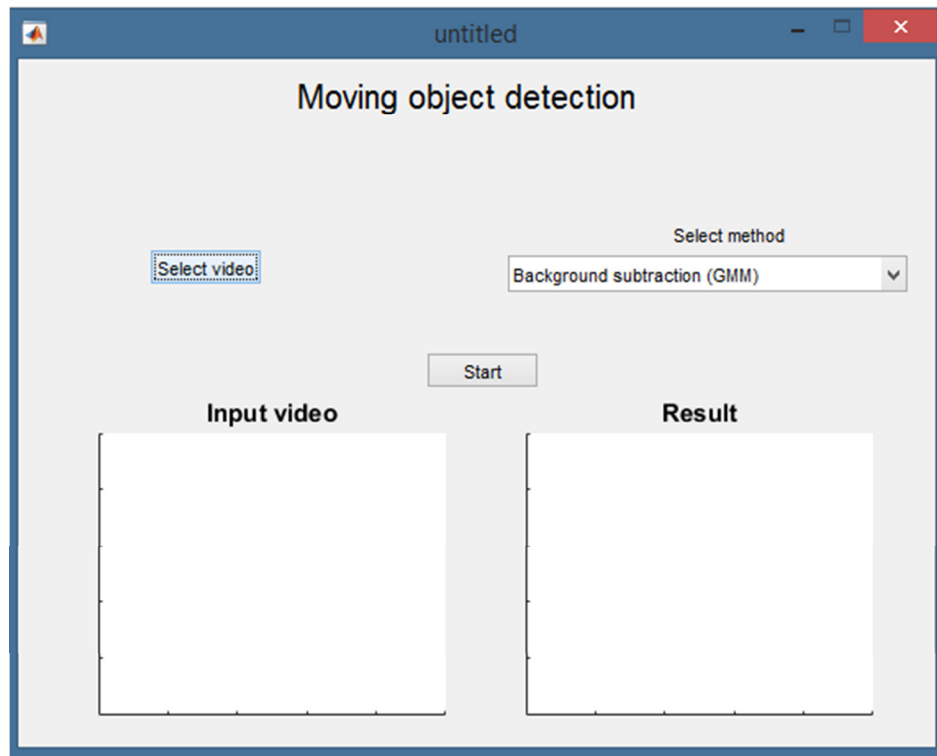 untitled
Moving object detection
Select method
Select video
Background subtraction (GMM)
Start
Input video
Result